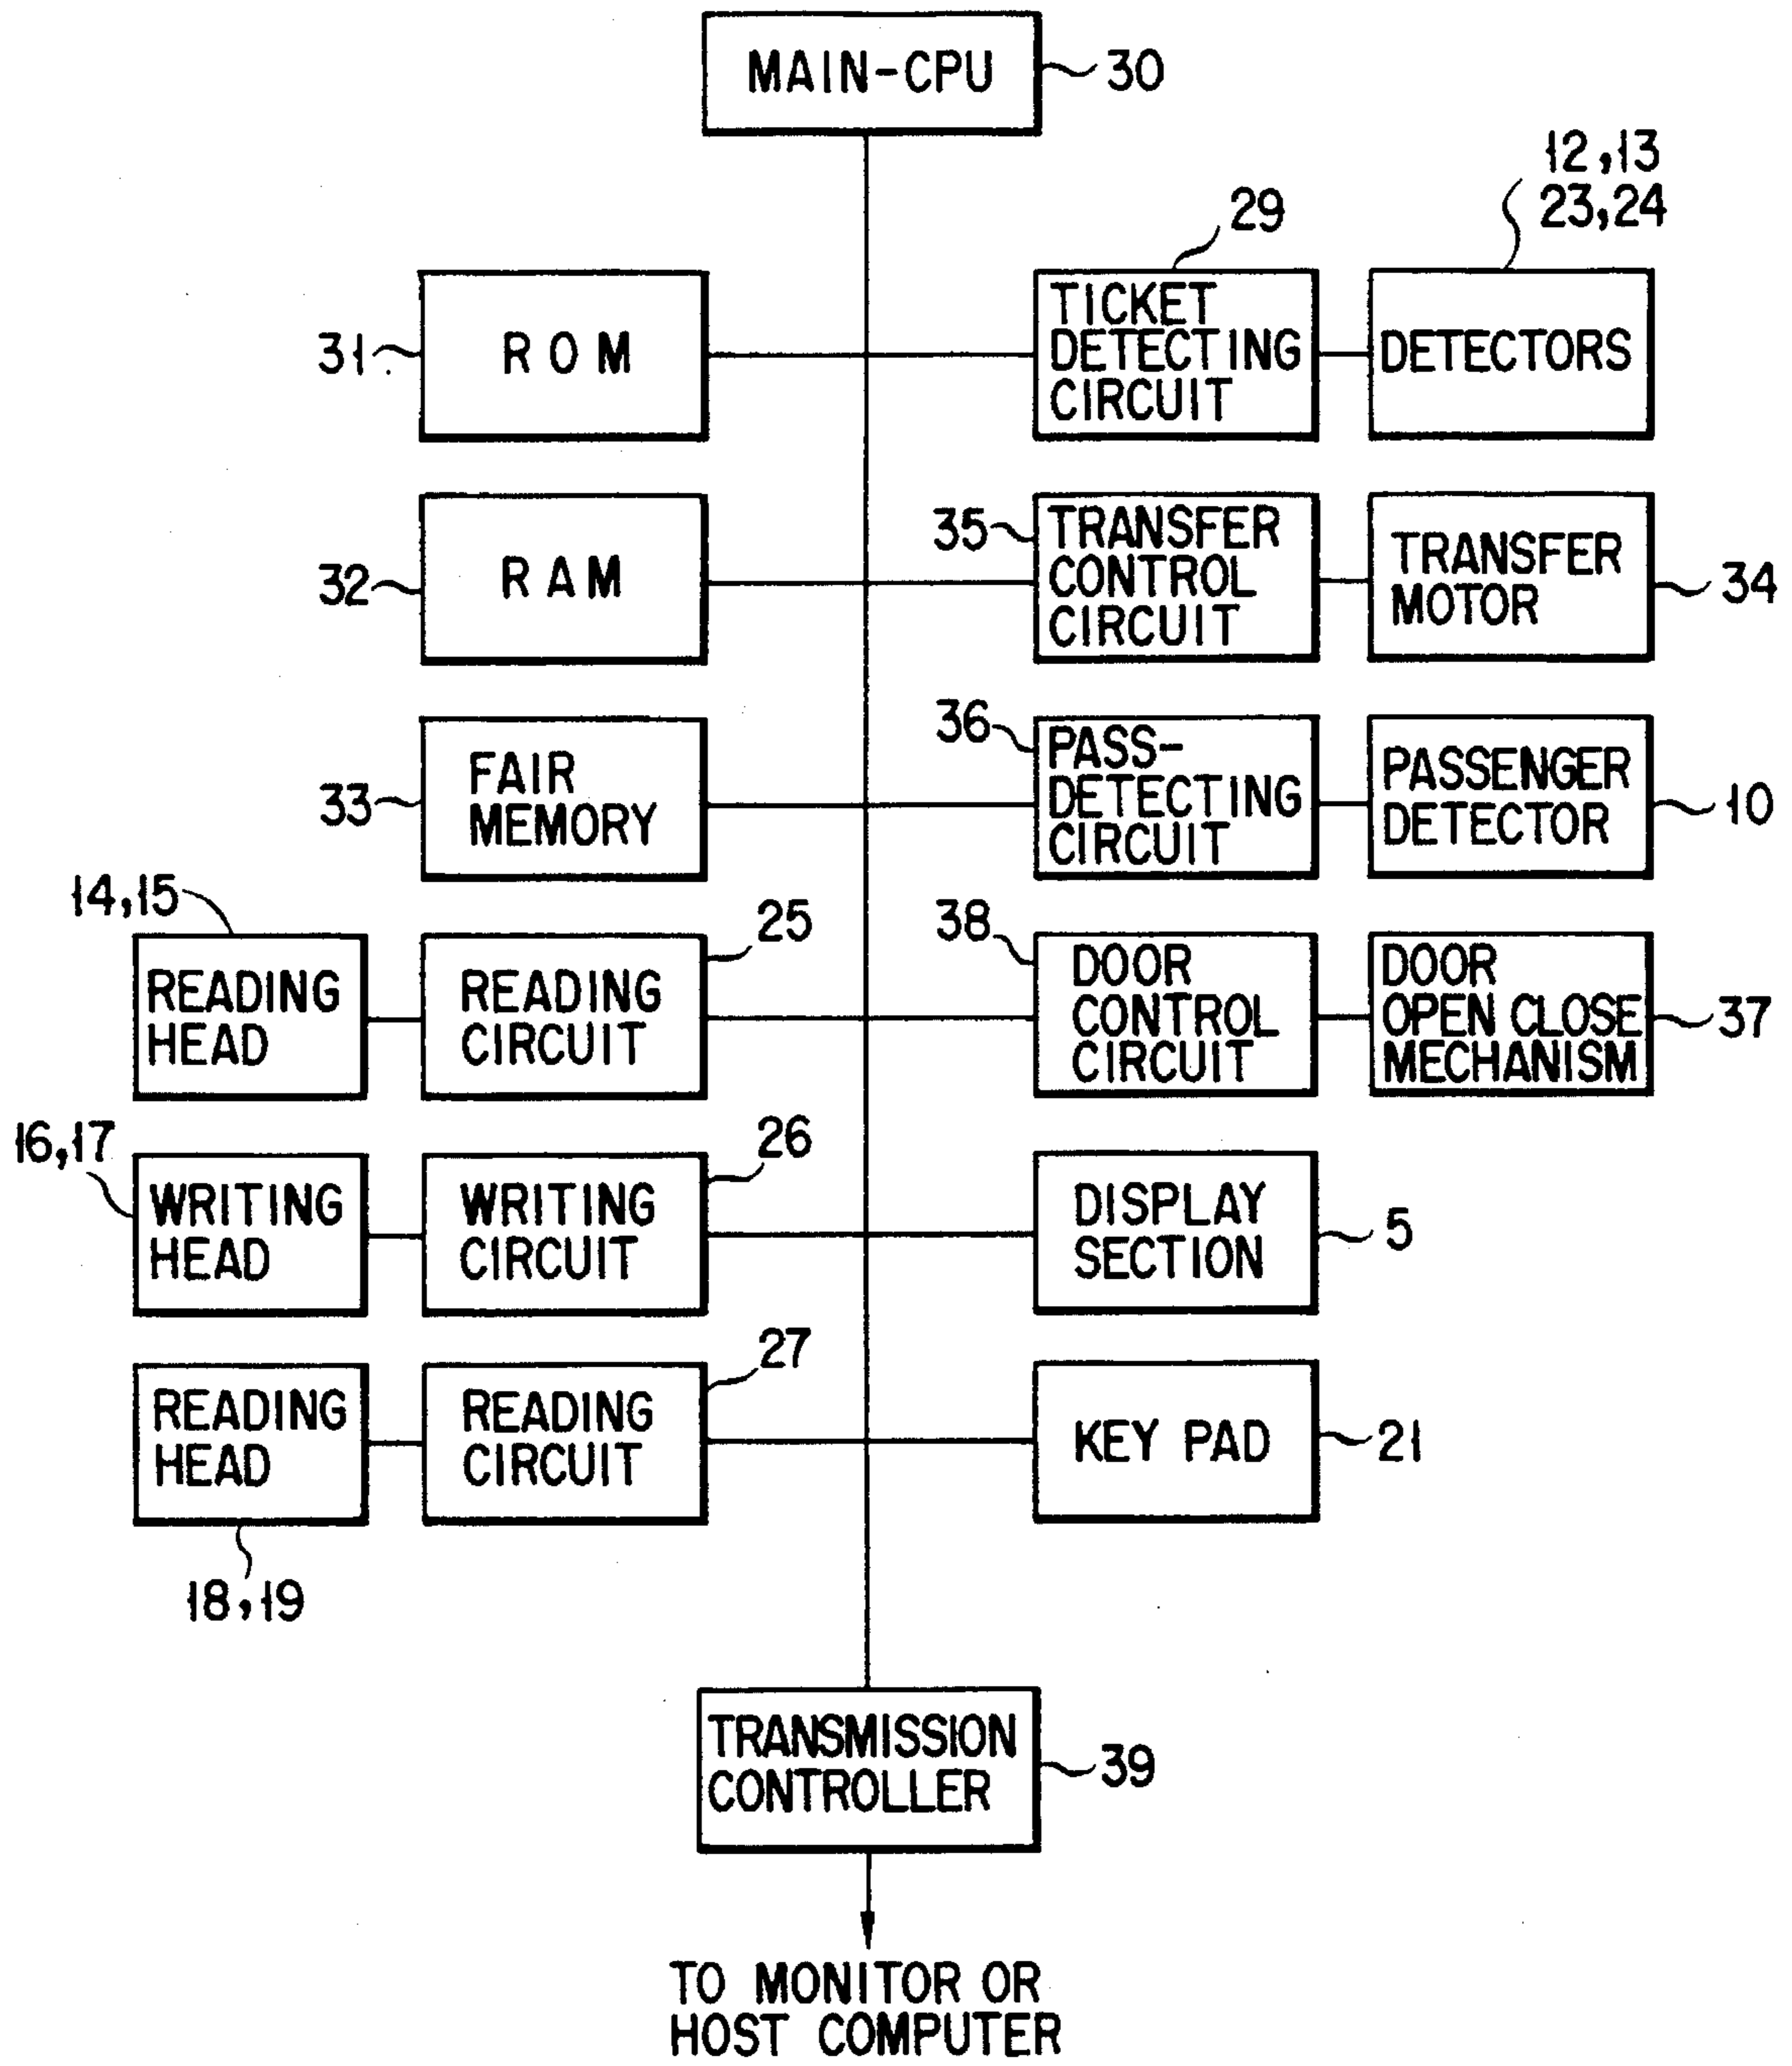 MAIN-CPU
30
12,13
23,24
29
31
ROM
TICKET
DETECTING
CIRCUIT
DETECTORS
32
RAM
35
TRANSFER
CONTROL
CIRCUIT
TRANSFER
MOTOR
34
33
FAIR
MEMORY
36
PASS-
DETECTING
CIRCUIT
PASSENGER
DETECTOR
10
14,15
READING
HEAD
25
READING
CIRCUIT
38
DOOR
CONTROL
CIRCUIT
DOOR
OPEN CLOSE
MECHANISM
37
16,17
WRITING
HEAD
26
WRITING
CIRCUIT
DISPLAY
SECTION
5
READING
HEAD
18,19
27
READING
CIRCUIT
KEY PAD
21
TRANSMISSION
CONTROLLER
39
TO MONITOR OR
HOST COMPUTER